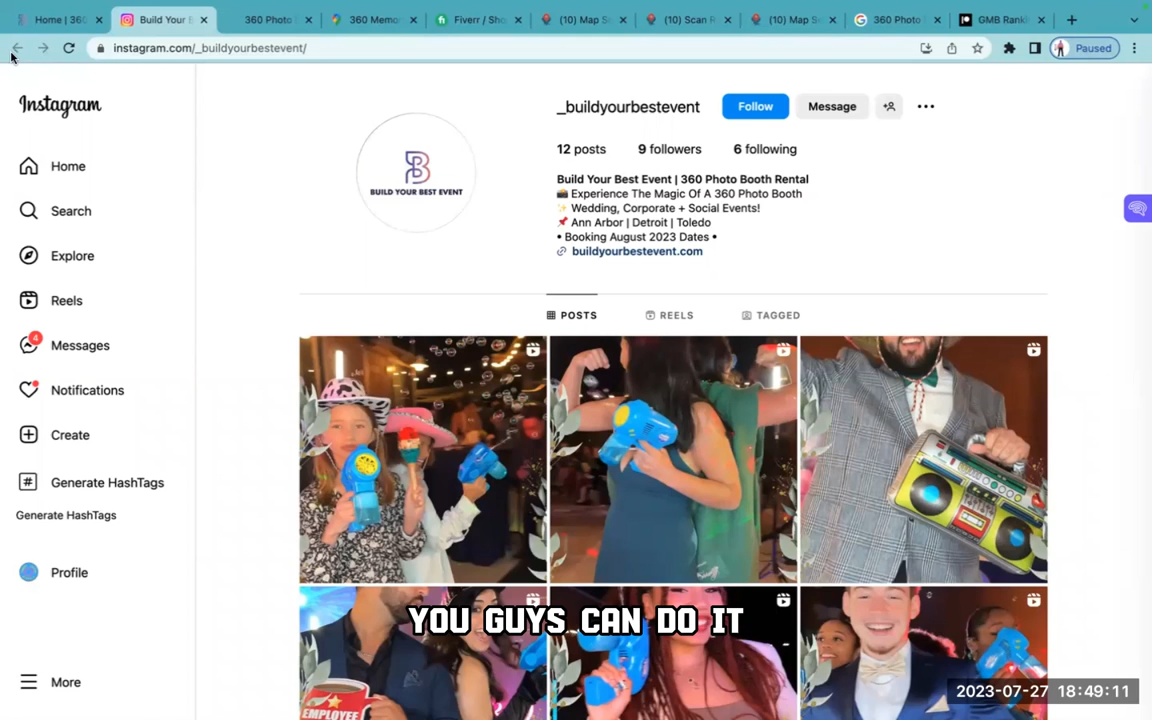 Home | 360
Build Your B
360 Photo
360 Memo
Fiverr / Sho
(10) Map S
(10) Scan R
(10) Map S
360 Photo
GMB Ranki
instagram.com/_buildyourbestevent/
Paused
Instagram
Home
Search
Explore
Reels
4
Messages
Notifications
Create
Generate HashTags
Generate HashTags
Profile
More
B
BUILD YOUR BEST EVENT
_buildyourbestevent
Follow
Message
12 posts 9 followers 6 following
Build Your Best Event | 360 Photo Booth Rental
📸 Experience The Magic Of A 360 Photo Booth
✨ Wedding, Corporate + Social Events!
📌 Ann Arbor | Detroit | Toledo
• Booking August 2023 Dates •
buildyourbestevent.com
POSTS
REELS
TAGGED
YOU GUYS CAN DO IT
EMPLOYEE
2023-07-27 18:49:11